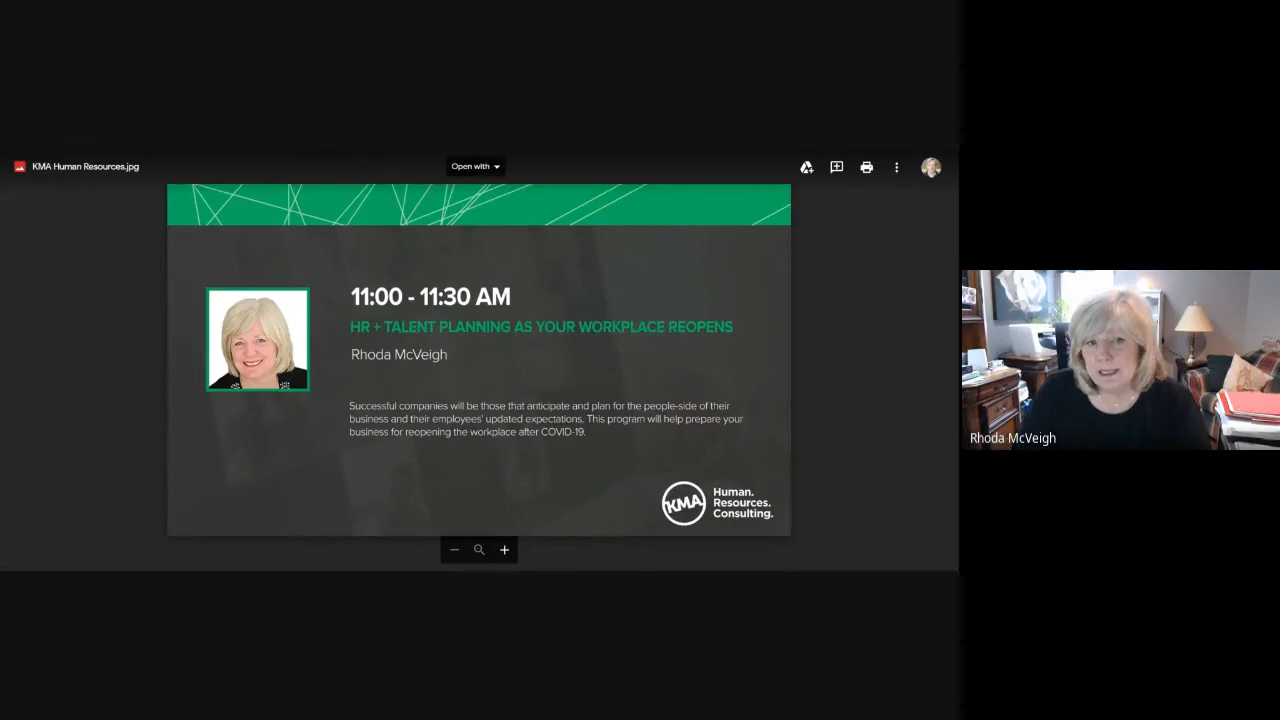 KMA Human Resources.jpg
Open with
11:00 - 11:30 AM
HR + TALENT PLANNING AS YOUR WORKPLACE REOPENS
Rhoda McVeigh
Successful companies will be those that anticipate and plan for the people-side of their
business and their employees' updated expectations. This program will help prepare your
business for reopening the workplace after COVID-19.
KMA
Human.
Resources.
Consulting.
Rhoda McVeigh